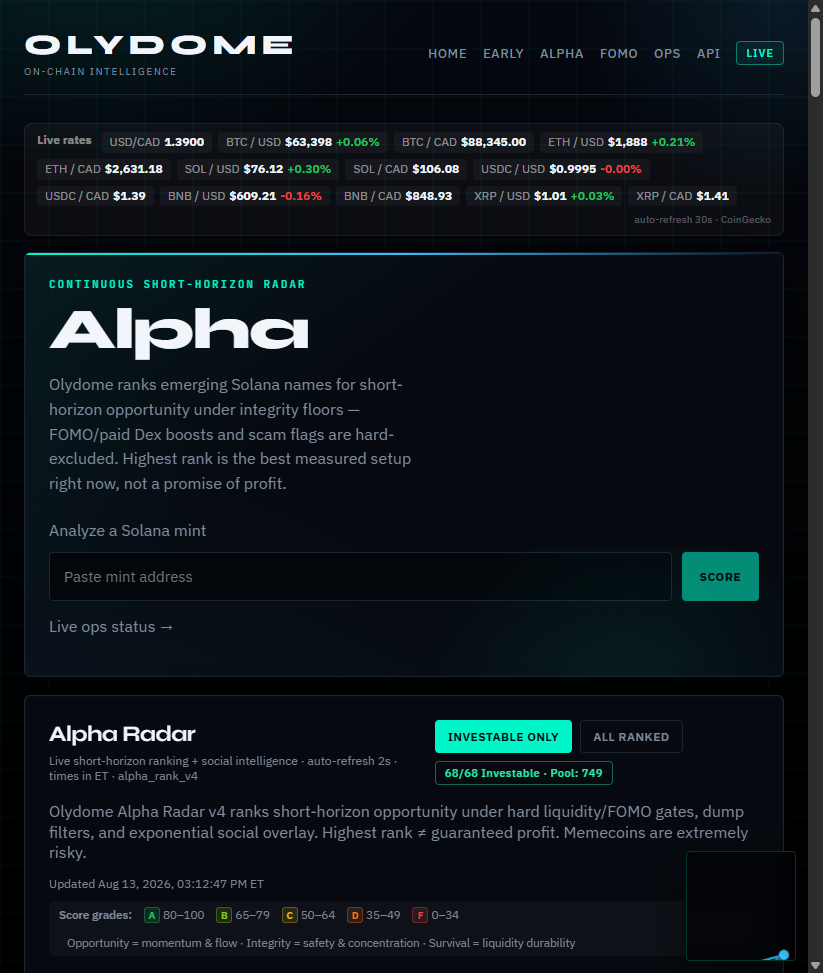 OLYDOME
ON-CHAIN INTELLIGENCE
HOME EARLY ALPHA FOMO OPS API LIVE
Live rates USD/CAD 1.3900 BTC / USD $63,398 +0.06% BTC / CAD $88,345.00 ETH / USD $1,888 +0.21%
ETH / CAD $2,631.18 SOL / USD $76.12 +0.30% SOL / CAD $106.08 USDC / USD $0.9995 -0.00%
USDC / CAD $1.39 BNB / USD $609.21 -0.16% BNB / CAD $848.93 XRP / USD $1.01 +0.03% XRP / CAD $1.41
auto-refresh 30s · CoinGecko
CONTINUOUS SHORT-HORIZON RADAR
Alpha
Olydome ranks emerging Solana names for short-
horizon opportunity under integrity floors —
FOMO/paid Dex boosts and scam flags are hard-
excluded. Highest rank is the best measured setup
right now, not a promise of profit.
Analyze a Solana mint
Paste mint address SCORE
Live ops status →
Alpha Radar
Live short-horizon ranking + social intelligence · auto-refresh 2s ·
times in ET · alpha_rank_v4
INVESTABLE ONLY ALL RANKED
68/68 Investable · Pool: 749
Olydome Alpha Radar v4 ranks short-horizon opportunity under hard liquidity/FOMO gates, dump
filters, and exponential social overlay. Highest rank ≠ guaranteed profit. Memecoins are extremely
risky.
Updated Aug 13, 2026, 03:12:47 PM ET
Score grades: A 80–100 B 65–79 C 50–64 D 35–49 F 0–34
Opportunity = momentum & flow · Integrity = safety & concentration · Survival = liquidity durability